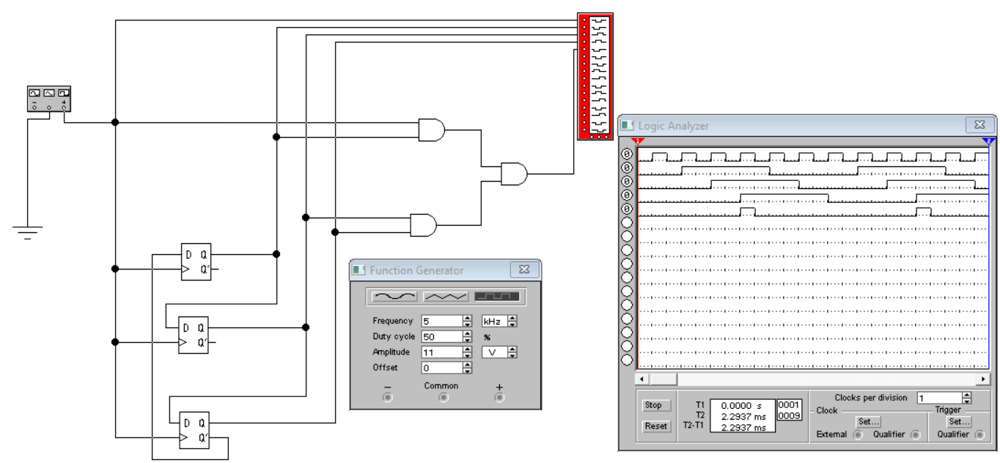 Logic Analyzer
D Q
Q'
D Q
Q'
D Q
Q'
Function Generator
Frequency 5 kHz
Duty cycle 50 %
Amplitude 11 V
Offset 0
− Common +
1
2
0
0
0
0
0
Stop
Reset
T1 0.0000 s 0001
T2 2.2937 ms 0009
T2-T1 2.2937 ms
Clocks per division 1
Clock
Set...
External Qualifier
Trigger
Set...
Qualifier